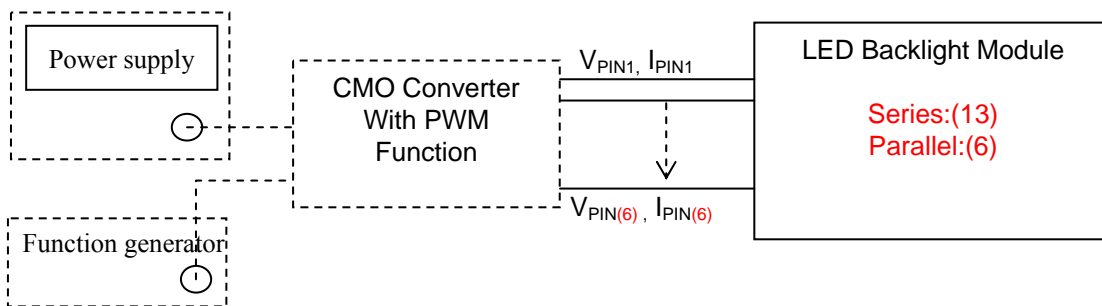 Power supply
Function generator
CMO Converter
With PWM
Function
VPIN1, IPIN1
VPIN(6) , IPIN(6)
LED Backlight Module
Series:(13)
Parallel:(6)